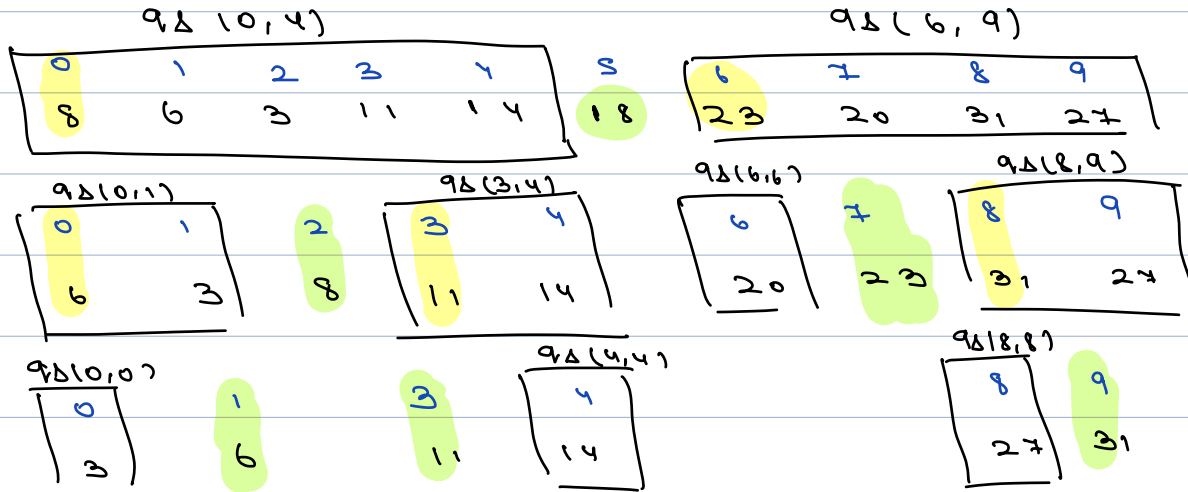 qs(0,4) qs(6,9)
0 1 2 3 4 5 6 7 8 9
8 6 3 11 14 18 23 20 31 27
qs(0,1) qs(3,4) qs(6,6) qs(8,9)
0 1 2 3 4 6 7 8 9
6 3 8 11 14 20 23 31 27
qs(0,0) qs(4,4) qs(8,8)
0 1 3 4 8 9
3 6 11 14 27 31